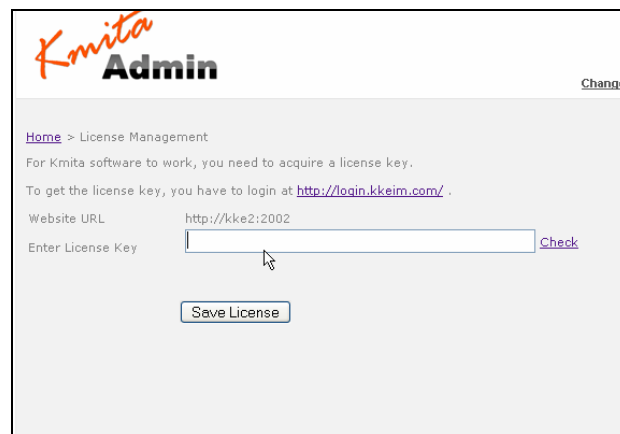 Kmita
Admin
Change
Home > License Management
For Kmita software to work, you need to acquire a license key.
To get the license key, you have to login at http://login.kkeim.com/ .
Website URL http://kke2:2002
Enter License Key Check
Save License